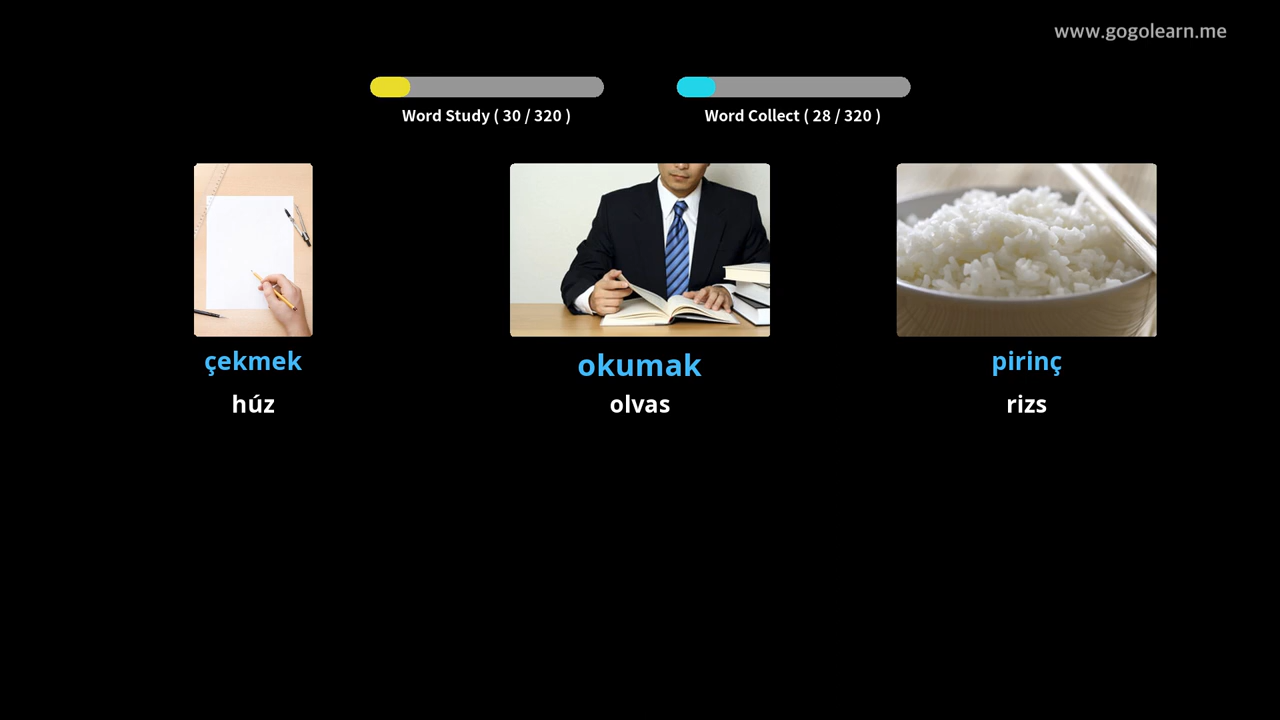 www.gogolearn.me
Word Study ( 30 / 320 )
Word Collect ( 28 / 320 )
çekmek
okumak
pirinç
húz
olvas
rizs